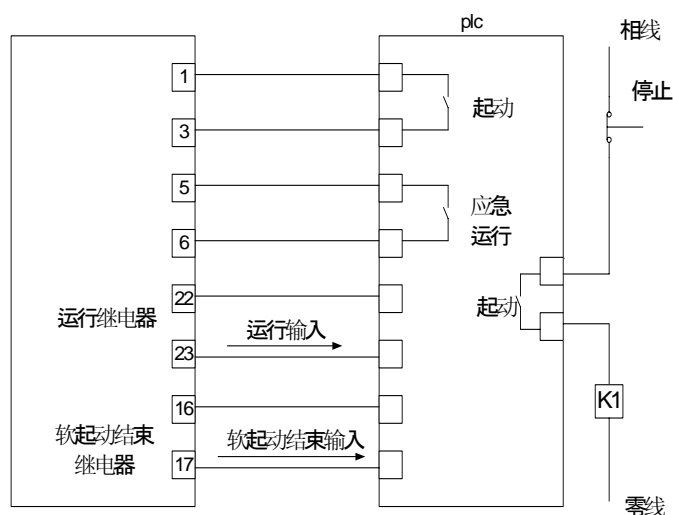 plc
相线
1
停止
起动
3
5
应急
运行
6
22
起动
运行继电器
运行输入
23
K1
16
软起动结束
继电器
软起动结束输入
17
零线